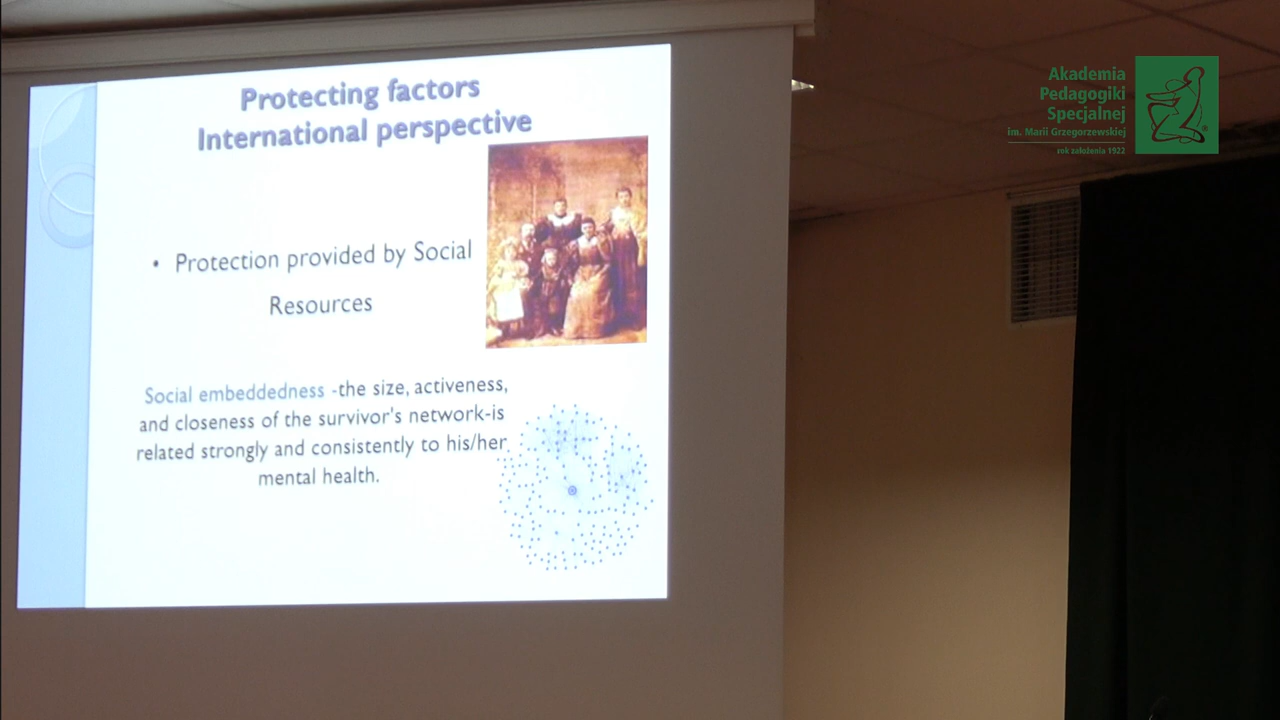 Protecting factors
International perspective
• Protection provided by Social
Resources
Social embeddedness -the size, activeness,
and closeness of the survivor's network-is
related strongly and consistently to his/her
mental health.
Akademia
Pedagogiki
Specjalnej
im. Marii Grzegorzewskiej
rok założenia 1922